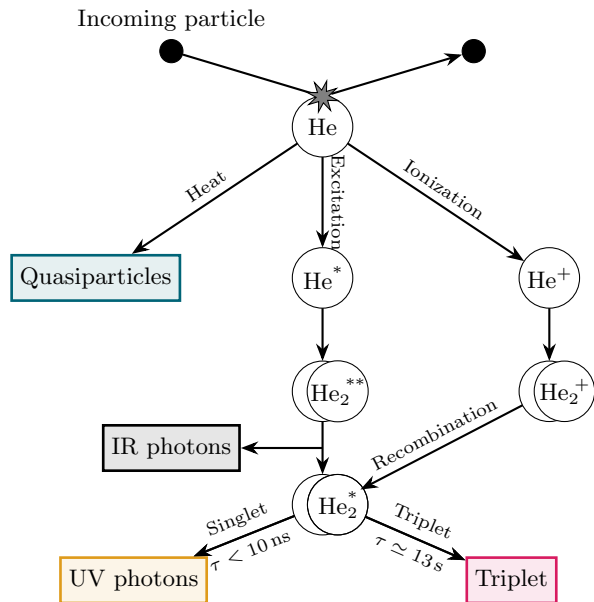 Incoming particle
He
Heat
Excitation
Ionization
Quasiparticles
He*
He⁺
He₂**
He₂⁺
IR photons
Recombination
He₂*
Singlet
τ < 10 ns
Triplet
τ ≃ 13 s
UV photons
Triplet